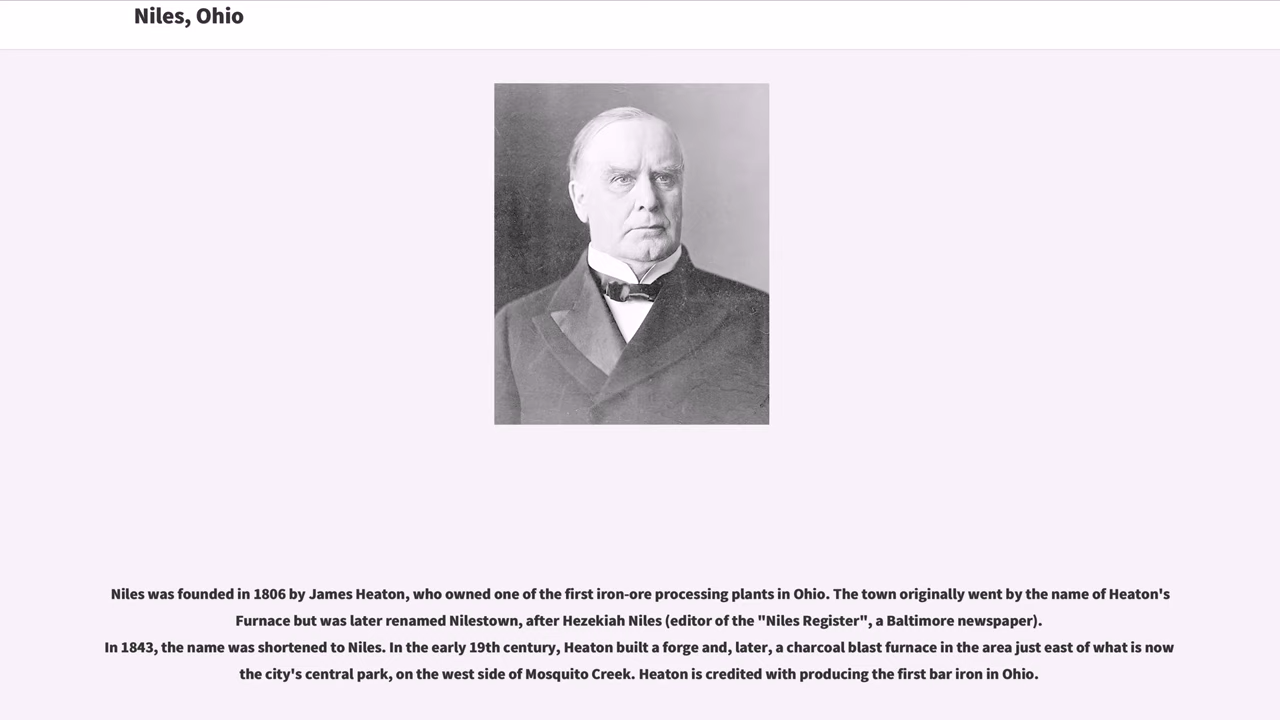 Niles, Ohio
Niles was founded in 1806 by James Heaton, who owned one of the first iron-ore processing plants in Ohio. The town originally went by the name of Heaton's
Furnace but was later renamed Nilestown, after Hezekiah Niles (editor of the "Niles Register", a Baltimore newspaper).
In 1843, the name was shortened to Niles. In the early 19th century, Heaton built a forge and, later, a charcoal blast furnace in the area just east of what is now
the city's central park, on the west side of Mosquito Creek. Heaton is credited with producing the first bar iron in Ohio.